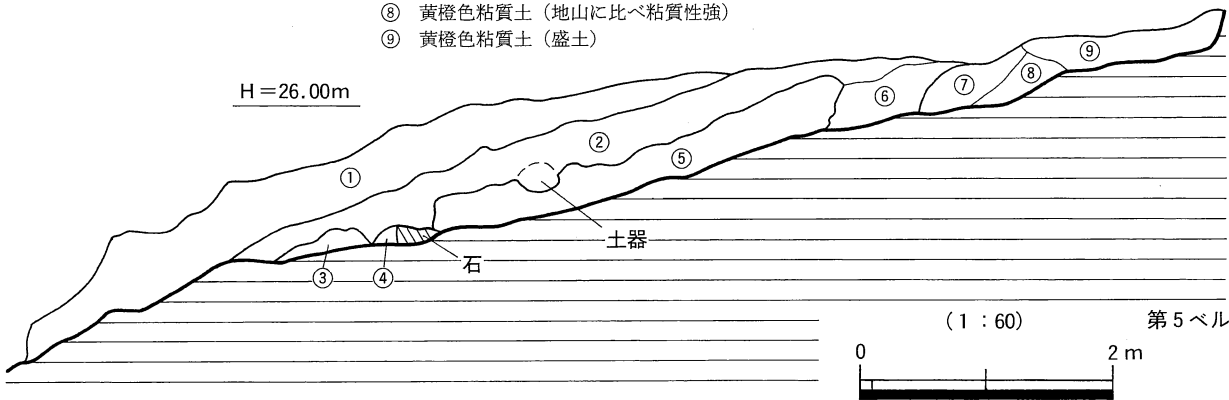 ⑧ 黄橙色粘質土（地山に比べ粘質性強）
⑨ 黄橙色粘質土（盛土）
H＝26.00m
⑨
⑧
⑦
⑥
②
⑤
①
土器
石
③
④
（1：60）
第5ベル
0
2m